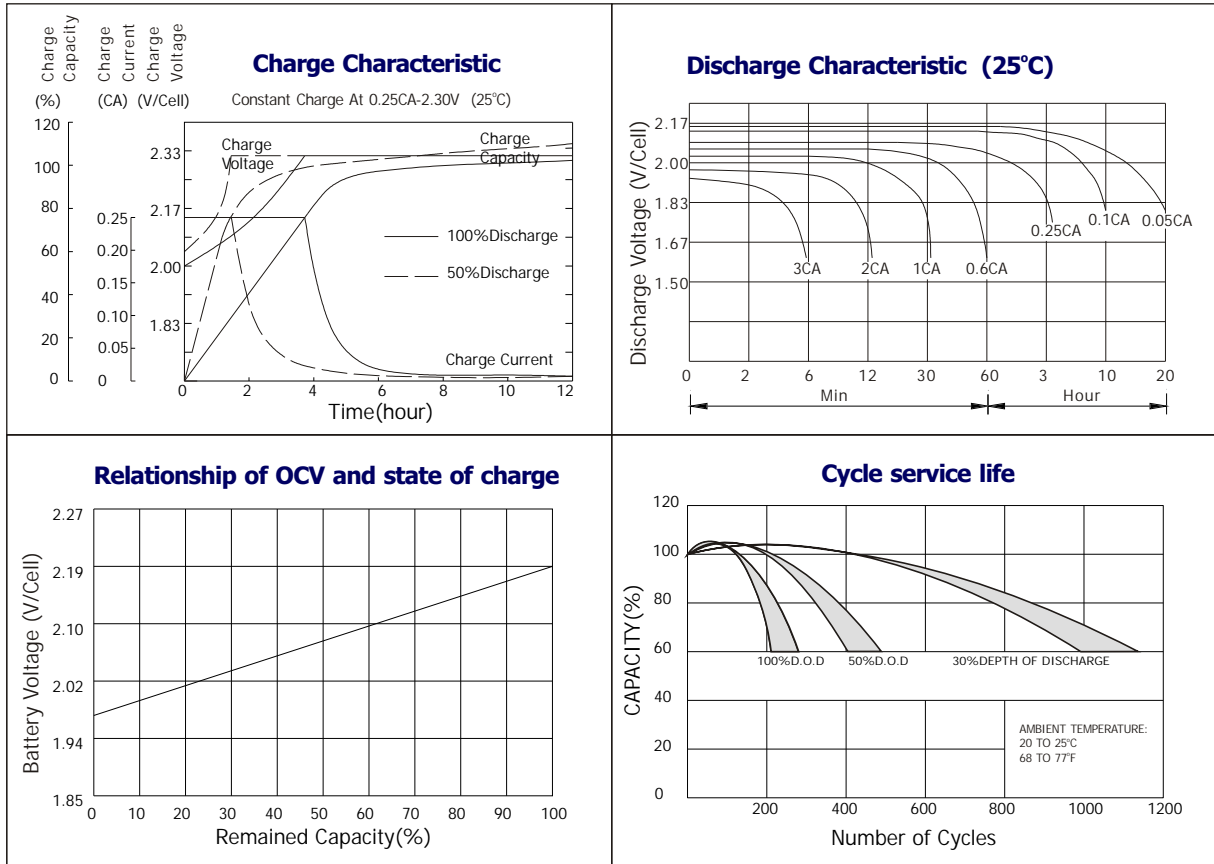 Charge Characteristic
Charge Capacity
Charge Current
Charge Voltage
(%)
(CA)
(V/Cell)
Constant Charge At 0.25CA-2.30V (25°C)
120
100
80
60
40
20
0
0.25
0.20
0.15
0.10
0.05
0
2.33
2.17
2.00
1.83
Charge
Voltage
Charge
Capacity
100%Discharge
50%Discharge
Charge Current
0 2 4 6 8 10 12
Time(hour)
Discharge Characteristic (25°C)
Discharge Voltage (V/Cell)
2.17
2.00
1.83
1.67
1.50
3CA 2CA 1CA 0.6CA 0.25CA 0.1CA 0.05CA
0 2 6 12 30 60 3 10 20
Min Hour
Relationship of OCV and state of charge
Battery Voltage (V/Cell)
2.27
2.19
2.10
2.02
1.94
1.85
0 10 20 30 40 50 60 70 80 90 100
Remained Capacity(%)
Cycle service life
CAPACITY(%)
120
100
80
60
40
20
0
100%D.O.D 50%D.O.D 30%DEPTH OF DISCHARGE
AMBIENT TEMPERATURE:
20 TO 25°C
68 TO 77°F
200 400 600 800 1000 1200
Number of Cycles